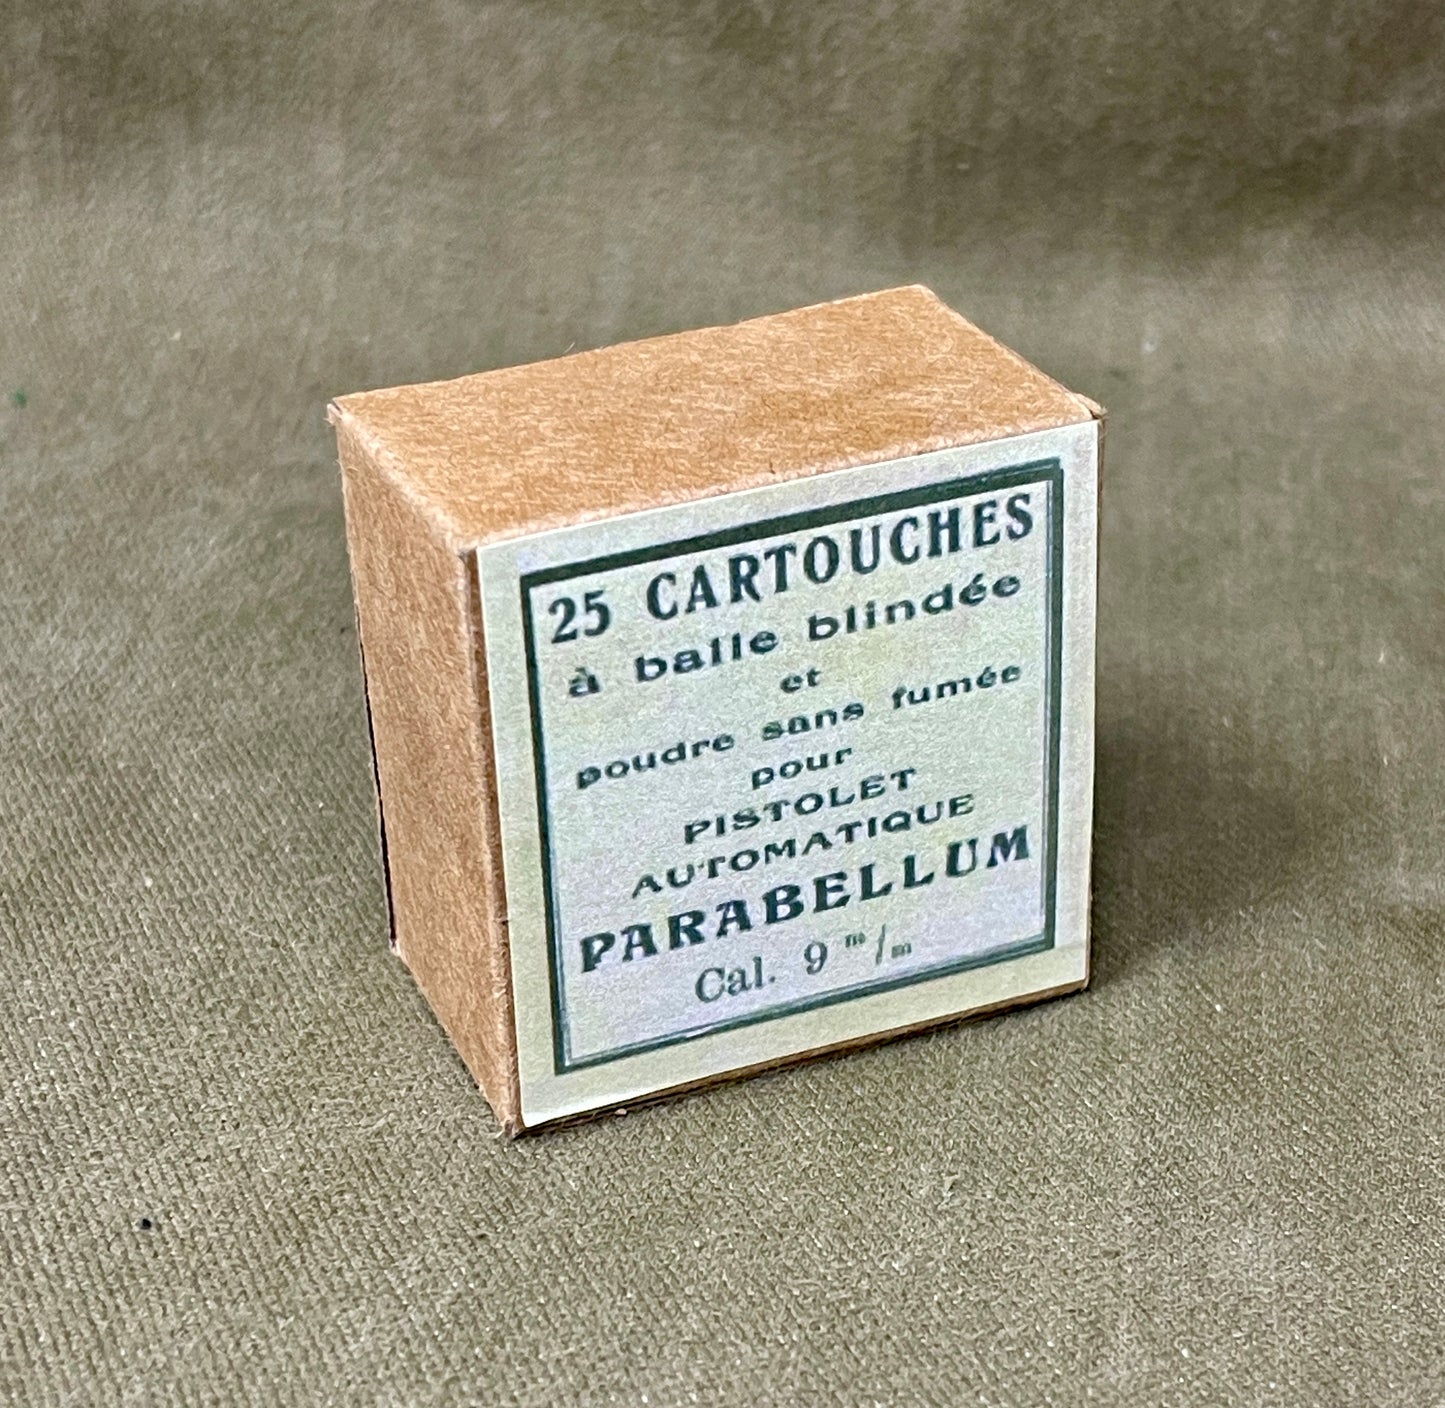 25 CARTOUCHES
à balle blindée
et
poudre sans fumée
pour
PISTOLET
AUTOMATIQUE
PARABELLUM
Cal. 9 m/m